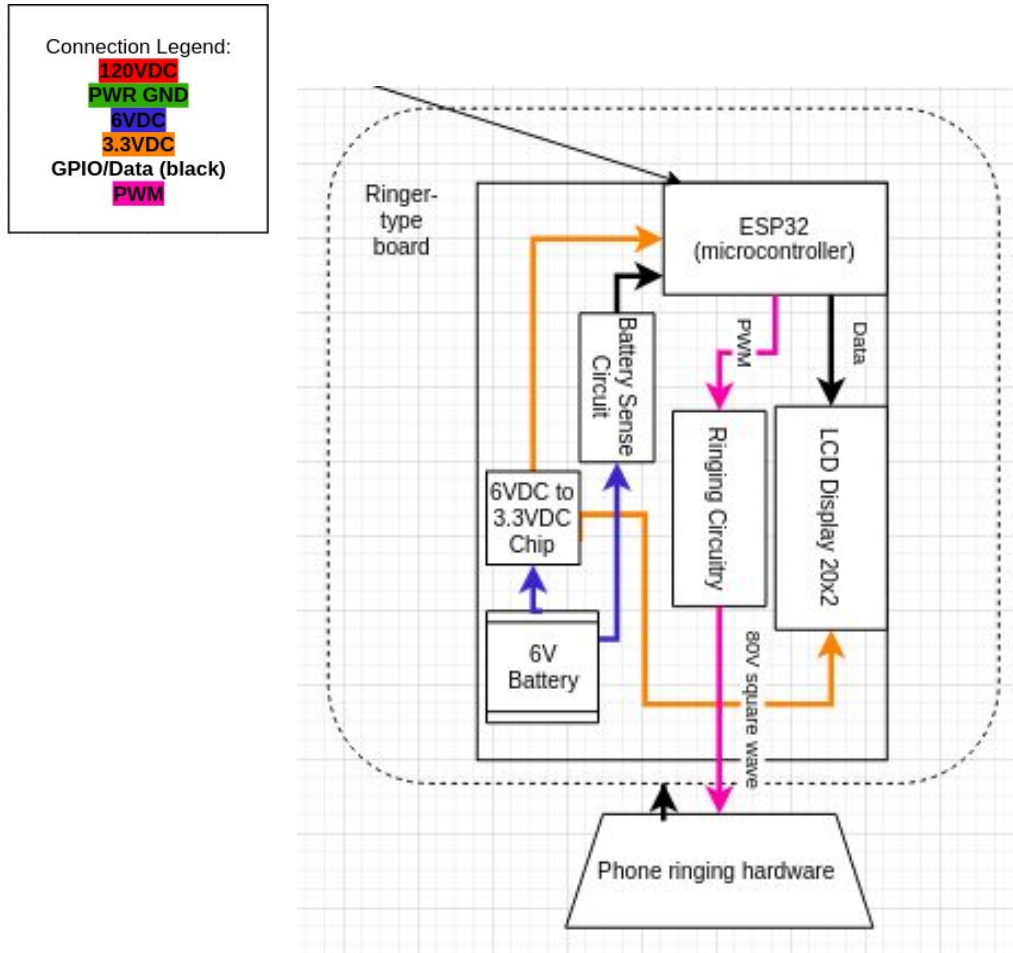 Connection Legend:
120VDC
PWR GND
6VDC
3.3VDC
GPIO/Data (black)
PWM
Ringer-
type
board
ESP32
(microcontroller)
Battery Sense
Circuit
PWM
Data
6VDC to
3.3VDC
Chip
Ringing Circuitry
LCD Display 20x2
6V
Battery
80V square wave
Phone ringing hardware